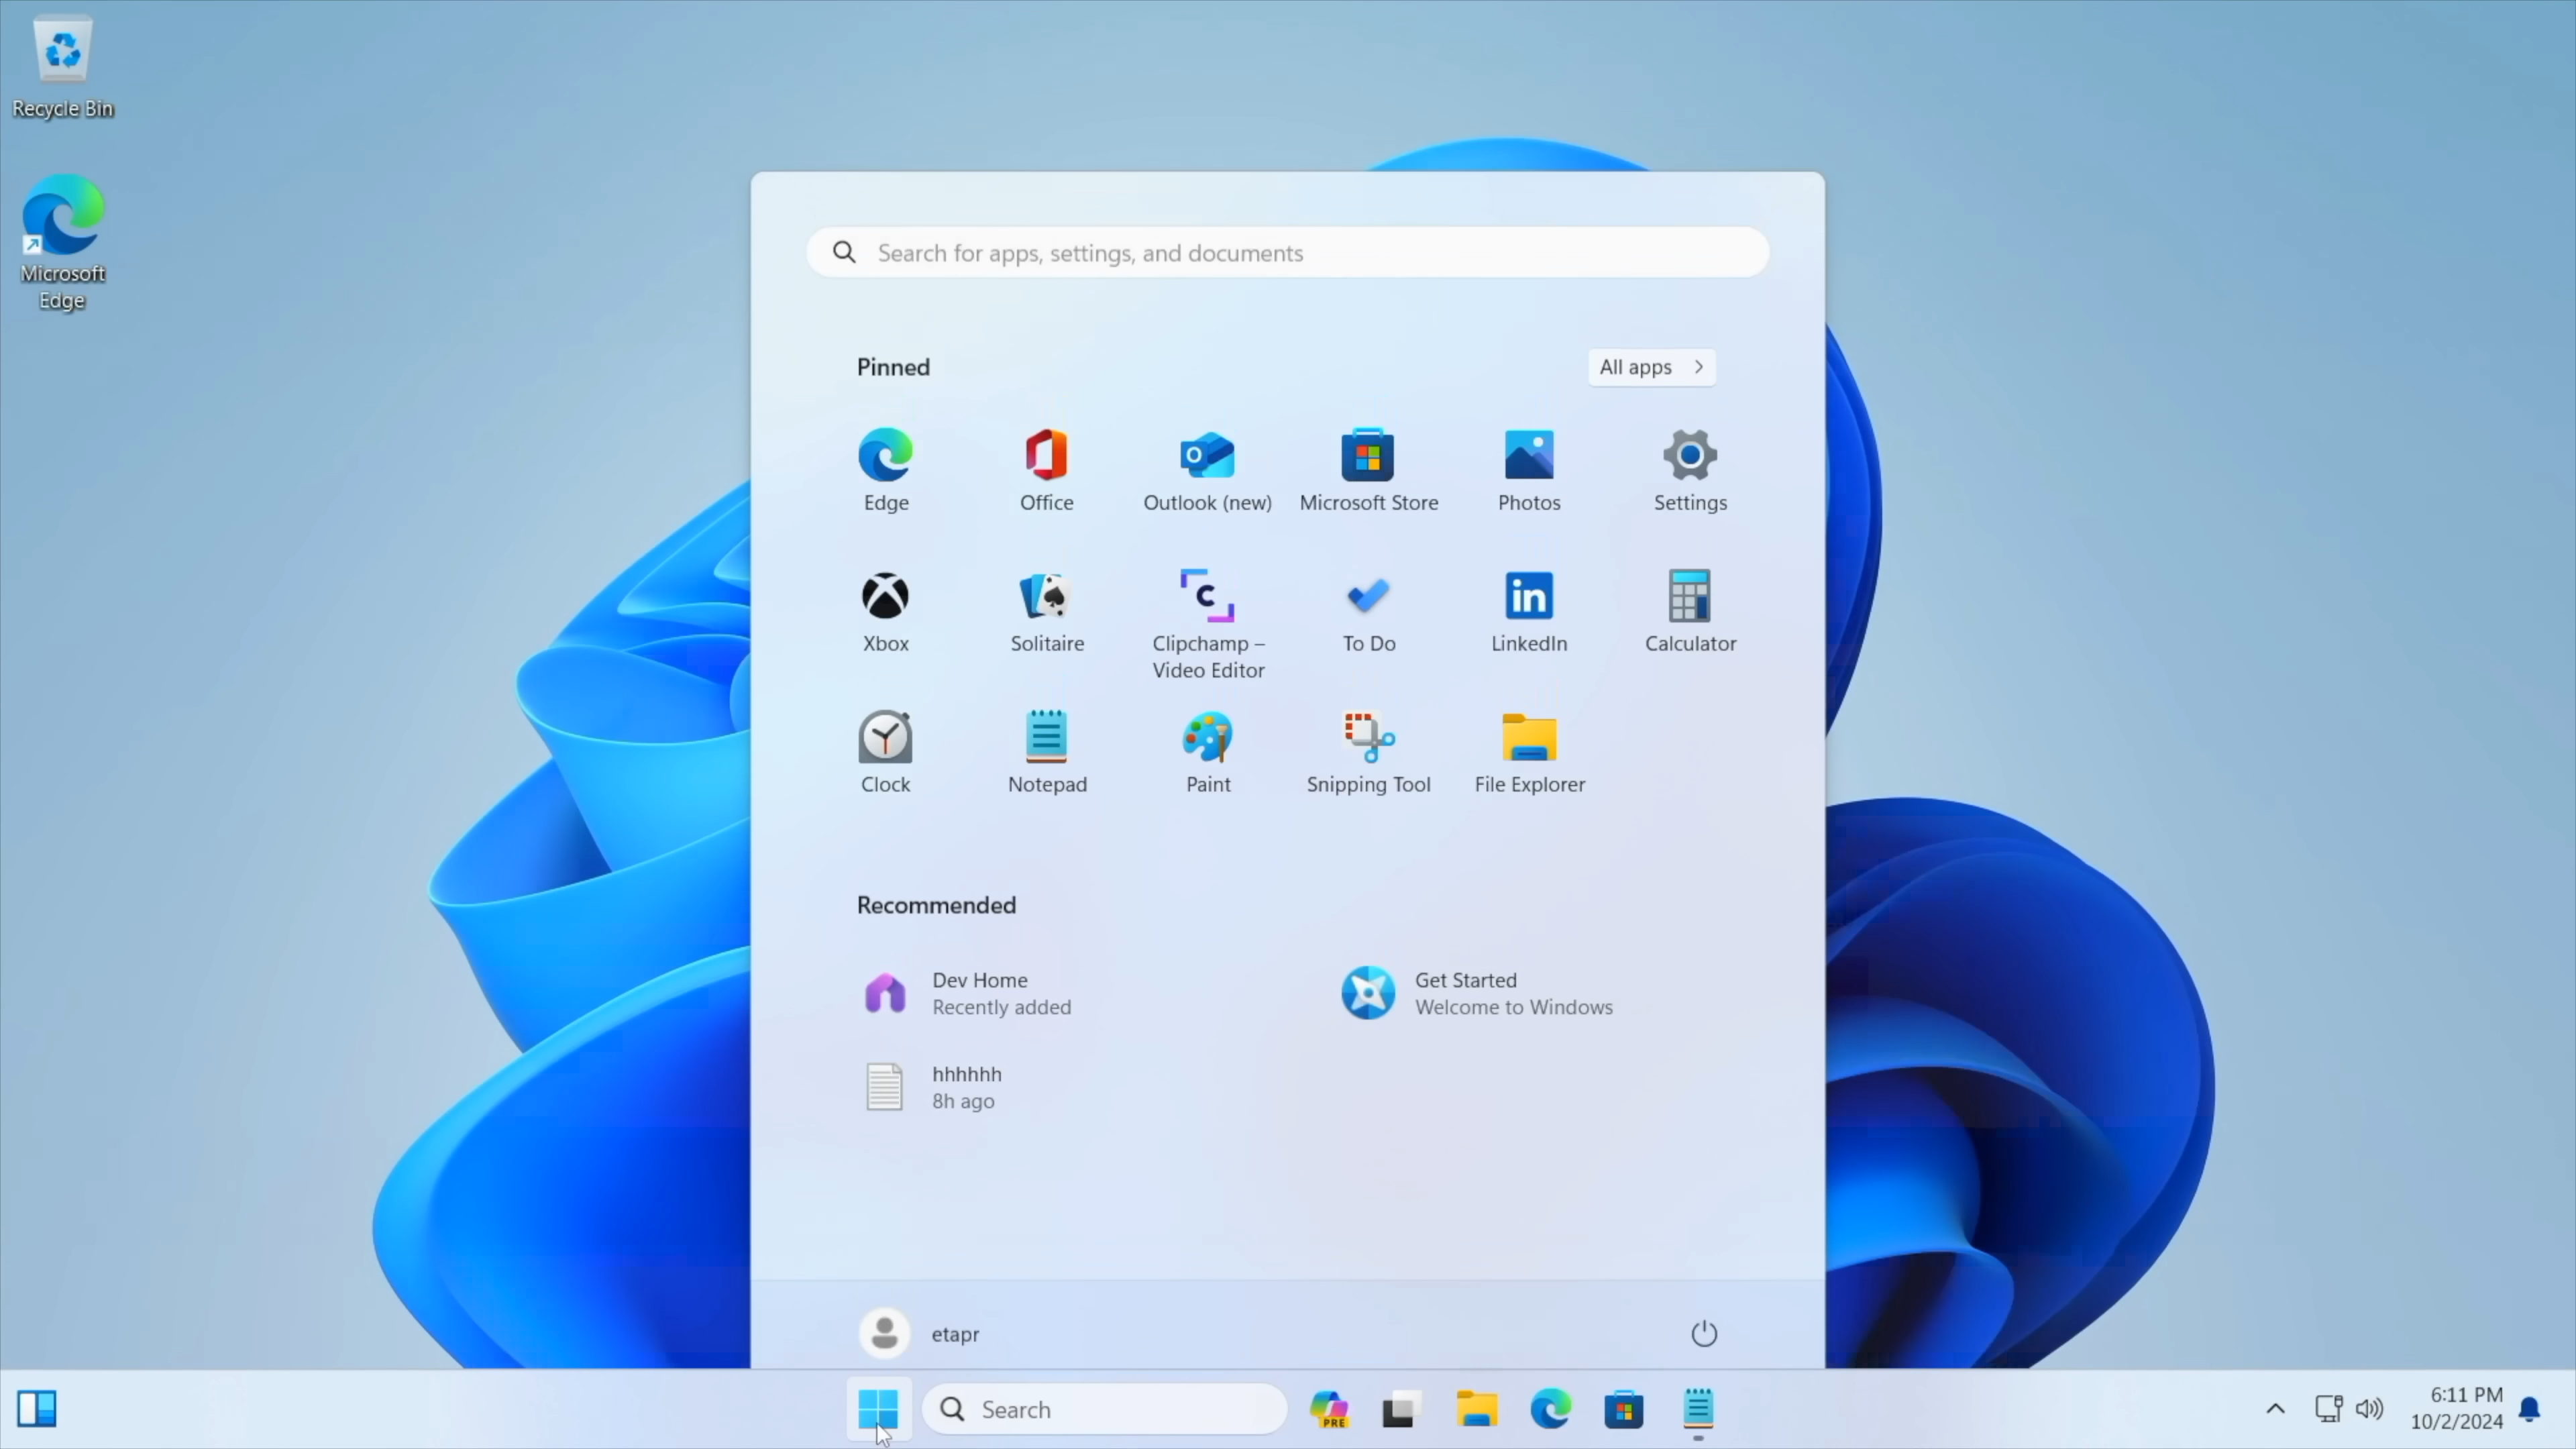 Recycle Bin
Microsoft
Edge
Search for apps, settings, and documents
Pinned
All apps
Edge
Office
Outlook (new)
Microsoft Store
Photos
Settings
Xbox
Solitaire
Clipchamp –
Video Editor
To Do
LinkedIn
Calculator
Clock
Notepad
Paint
Snipping Tool
File Explorer
Recommended
Dev Home
Recently added
Get Started
Welcome to Windows
hhhhhh
8h ago
etapr
Search
PRE
6:11 PM
10/2/2024